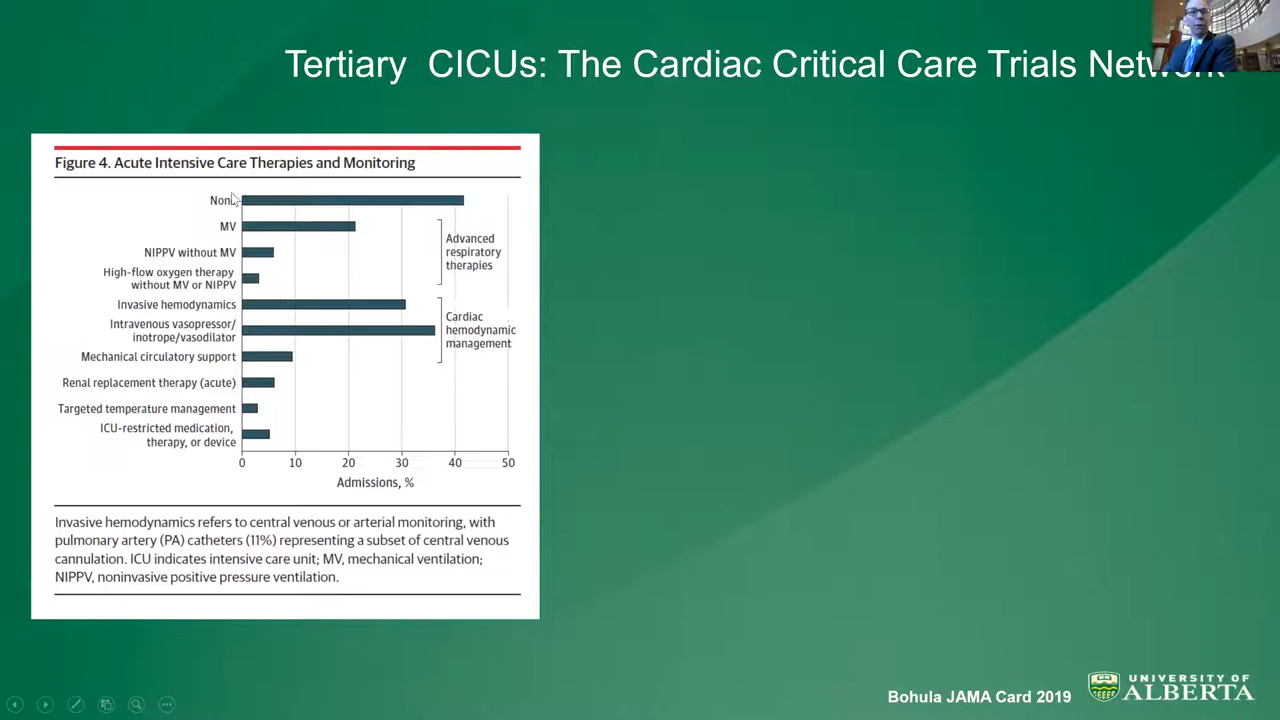 Tertiary CICUs: The Cardiac Critical Care Trials Network
Figure 4. Acute Intensive Care Therapies and Monitoring
MV
NIPPV without MV
High-flow oxygen therapy
without MV or NIPPV
Invasive hemodynamics
Intravenous vasopressor/
inotrope/vasodilator
Mechanical circulatory support
Renal replacement therapy (acute)
Targeted temperature management
ICU-restricted medication,
therapy, or device
Advanced
respiratory
therapies
Cardiac
hemodynamic
management
0 10 20 30 40 50
Admissions, %
Invasive hemodynamics refers to central venous or arterial monitoring, with
pulmonary artery (PA) catheters (11%) representing a subset of central venous
cannulation. ICU indicates intensive care unit; MV, mechanical ventilation;
NIPPV, noninvasive positive pressure ventilation.
Bohula JAMA Card 2019
UNIVERSITY OF
ALBERTA